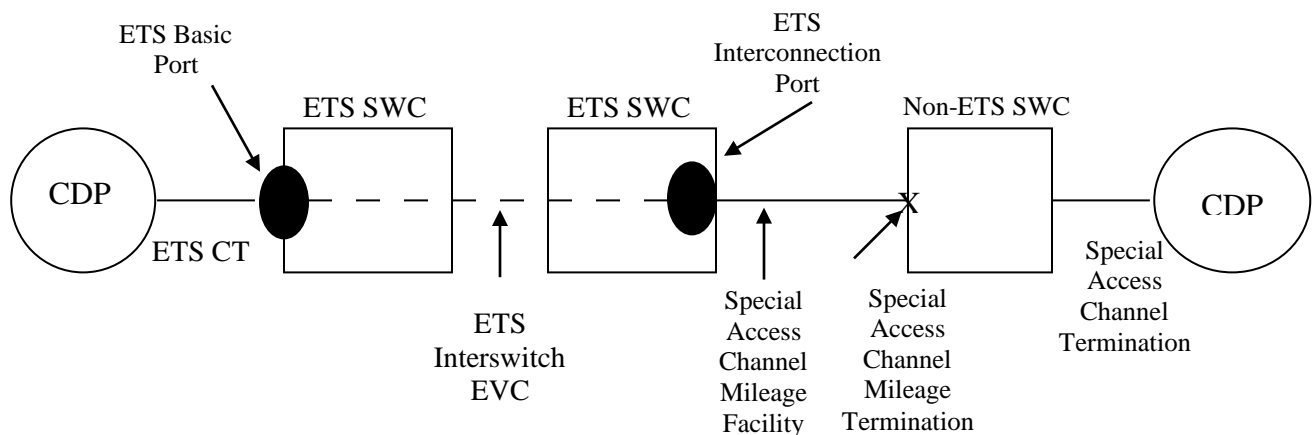 ETS Basic
Port
ETS
Interconnection
Port
ETS SWC
ETS SWC
Non-ETS SWC
CDP
X
CDP
ETS CT
ETS
Interswitch
EVC
Special
Access
Channel
Mileage
Facility
Special
Access
Channel
Mileage
Termination
Special
Access
Channel
Termination